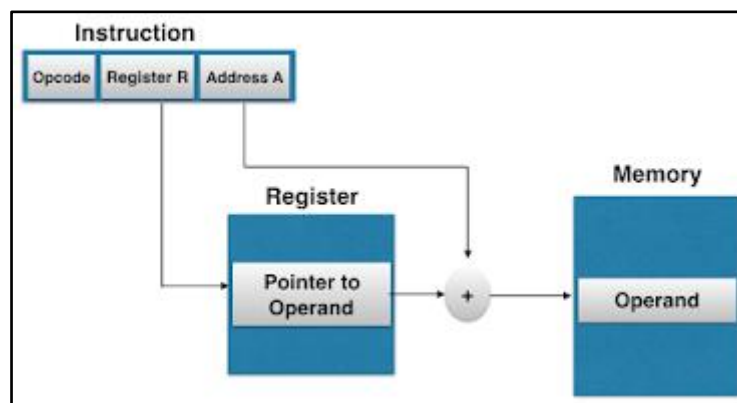 Instruction
Opcode
Register R
Address A
Register
Memory
Pointer to
Operand
+
Operand